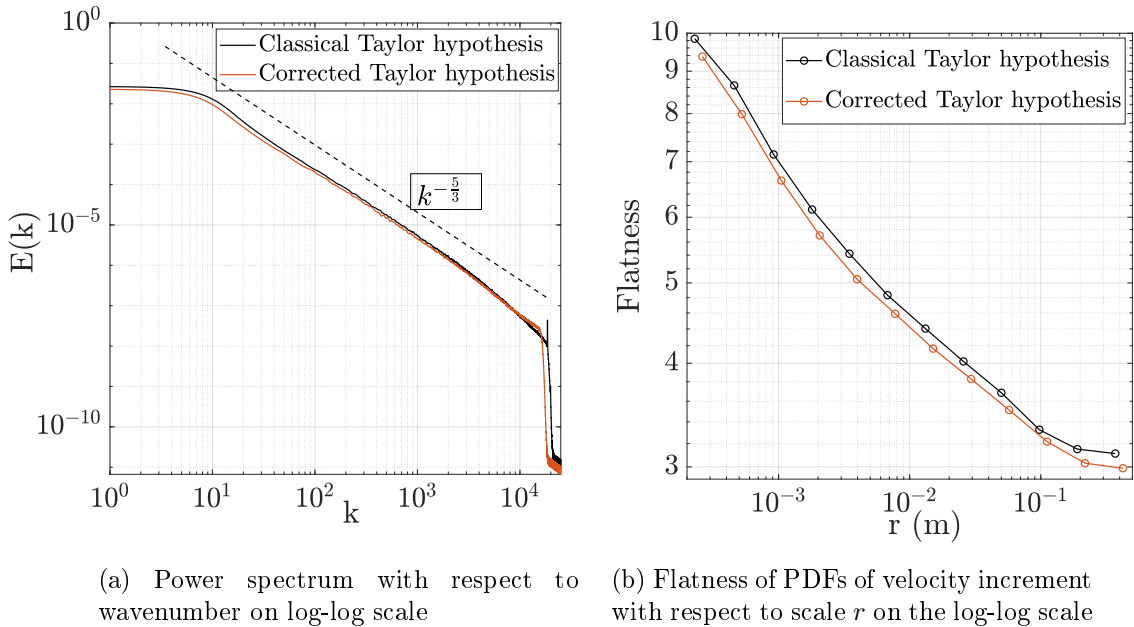 10^0
10^{-5}
10^{-10}
E(k)
Classical Taylor hypothesis
Corrected Taylor hypothesis
k^{-\frac{5}{3}}
10^0 10^1 10^2 10^3 10^4
k
10
9
8
7
6
5
4
3
Flatness
Classical Taylor hypothesis
Corrected Taylor hypothesis
10^{-3} 10^{-2} 10^{-1}
r (m)
(a) Power spectrum with respect to
wavenumber on log-log scale
(b) Flatness of PDFs of velocity increment
with respect to scale r on the log-log scale